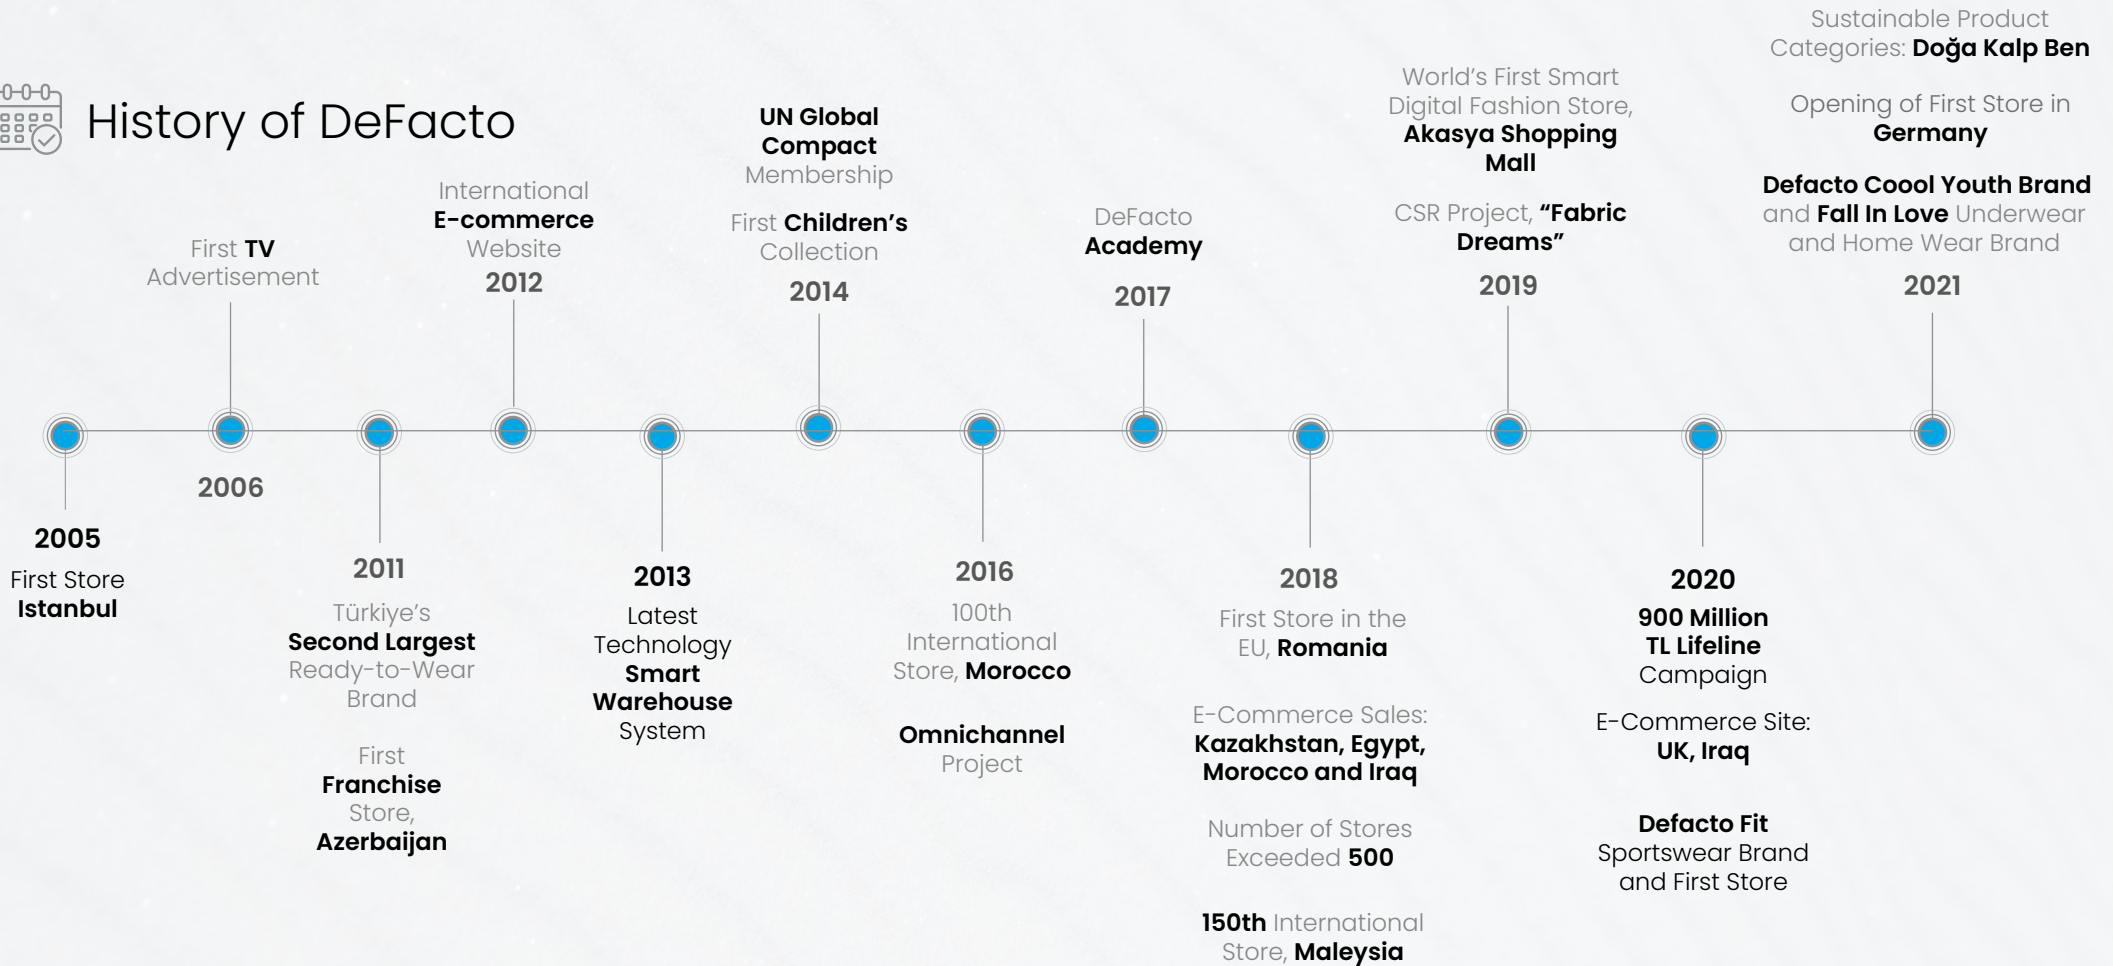 History of DeFacto
2005
First Store
Istanbul
First TV
Advertisement
2006
2011
Türkiye’s
Second Largest
Ready-to-Wear
Brand
First
Franchise
Store,
Azerbaijan
International
E-commerce
Website
2012
2013
Latest
Technology
Smart
Warehouse
System
UN Global
Compact
Membership
First Children’s
Collection
2014
2016
100th
International
Store, Morocco
Omnichannel
Project
DeFacto
Academy
2017
2018
First Store in the
EU, Romania
E-Commerce Sales:
Kazakhstan, Egypt,
Morocco and Iraq
Number of Stores
Exceeded 500
150th International
Store, Maleysia
World’s First Smart
Digital Fashion Store,
Akasya Shopping
Mall
CSR Project, “Fabric
Dreams”
2019
2020
900 Million
TL Lifeline
Campaign
E-Commerce Site:
UK, Iraq
Defacto Fit
Sportswear Brand
and First Store
Sustainable Product
Categories: Doğa Kalp Ben
Opening of First Store in
Germany
Defacto Coool Youth Brand
and Fall In Love Underwear
and Home Wear Brand
2021